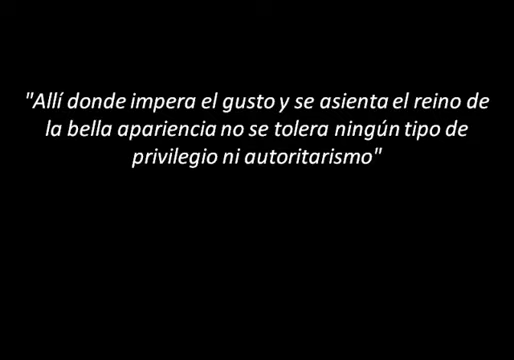 "Allí donde impera el gusto y se asienta el reino de
la bella apariencia no se tolera ningún tipo de
privilegio ni autoritarismo"